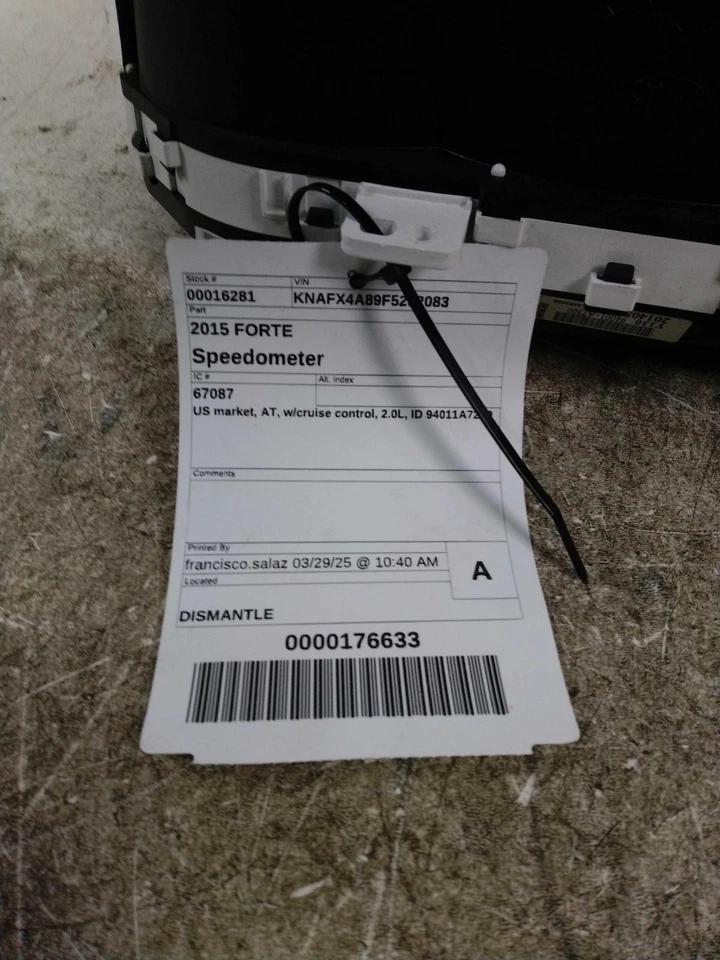 Stock #
VIN
00016281
Part
2015 FORTE
Speedometer
IC #
Alt. Index
67087
US market, AT, w/cruise control, 2.0L, ID
Comments
Printed By
francisco.salaz 03/29/25 @ 10:40 AM
A
Located
DISMANTLE
0000176633